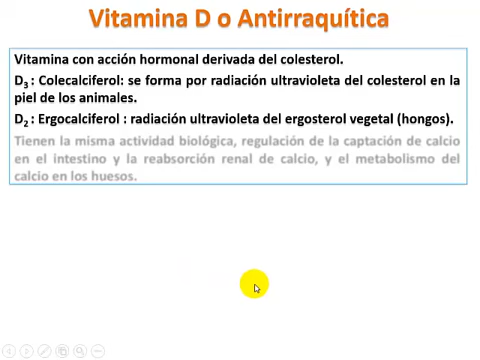 Vitamina D o Antirraquítica
Vitamina con acción hormonal derivada del colesterol.
D3 : Colecalciferol: se forma por radiación ultravioleta del colesterol en la
piel de los animales.
D2 : Ergocalciferol : radiación ultravioleta del ergosterol vegetal (hongos).
Tienen la misma actividad biológica, regulación de la captación de calcio
en el intestino y la reabsorción renal de calcio, y el metabolismo del
calcio en los huesos.